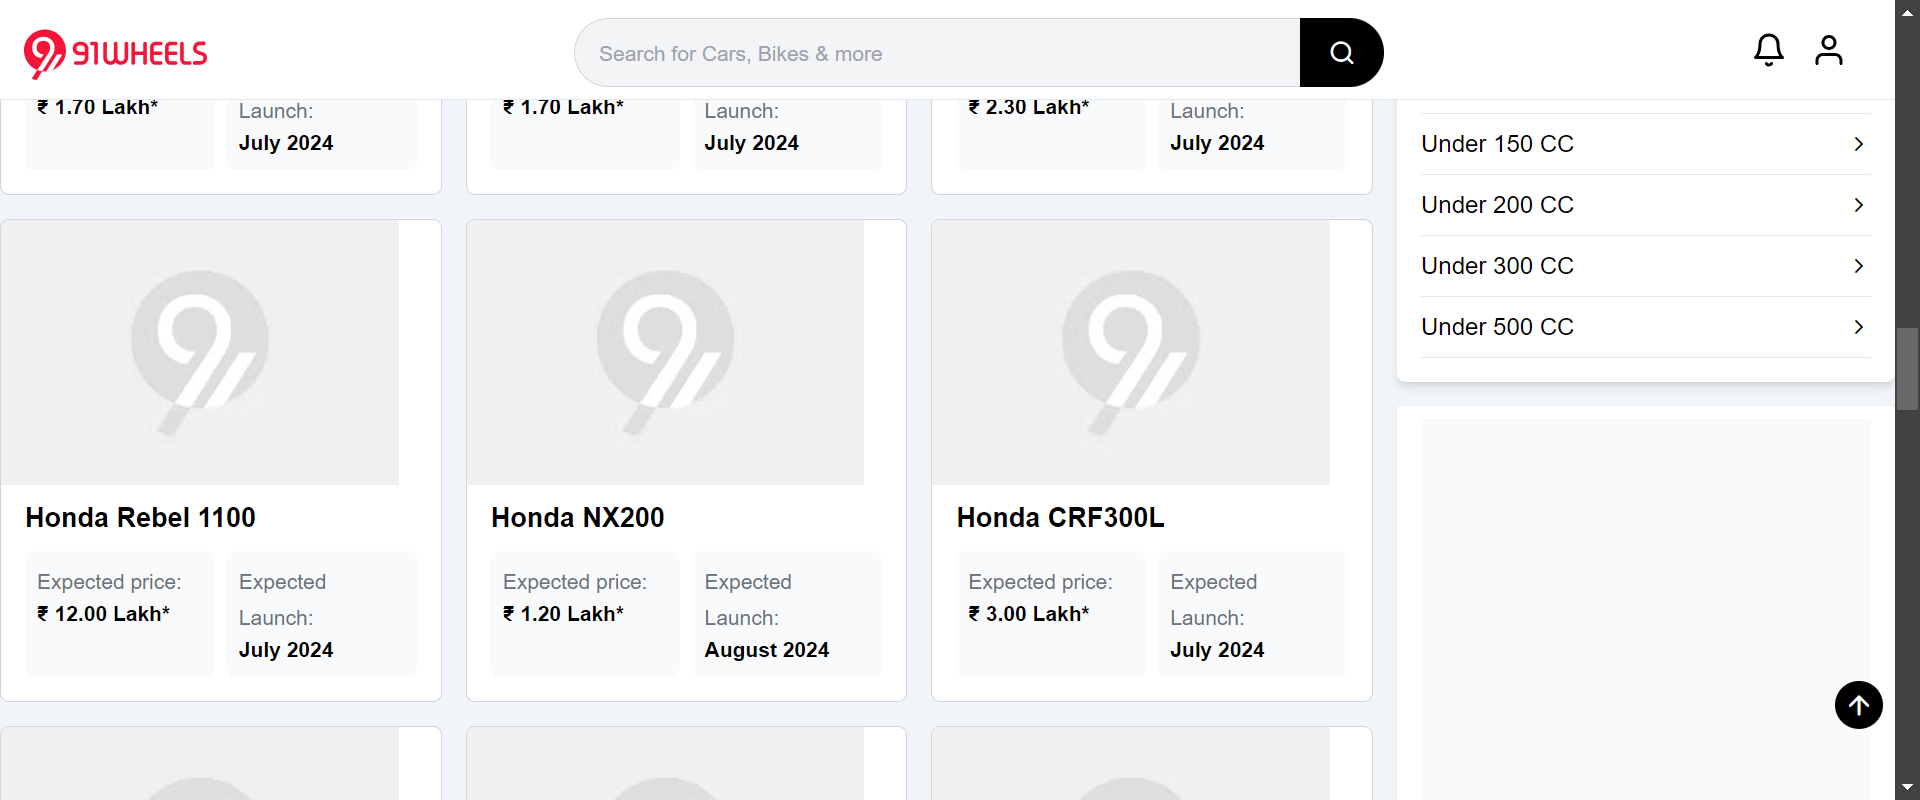 91WHEELS
Search for Cars, Bikes & more
₹ 1.70 Lakh*
Launch:
July 2024
₹ 1.70 Lakh*
Launch:
July 2024
₹ 2.30 Lakh*
Launch:
July 2024
Honda Rebel 1100
Expected price:
₹ 12.00 Lakh*
Expected
Launch:
July 2024
Honda NX200
Expected price:
₹ 1.20 Lakh*
Expected
Launch:
August 2024
Honda CRF300L
Expected price:
₹ 3.00 Lakh*
Expected
Launch:
July 2024
Under 150 CC
Under 200 CC
Under 300 CC
Under 500 CC